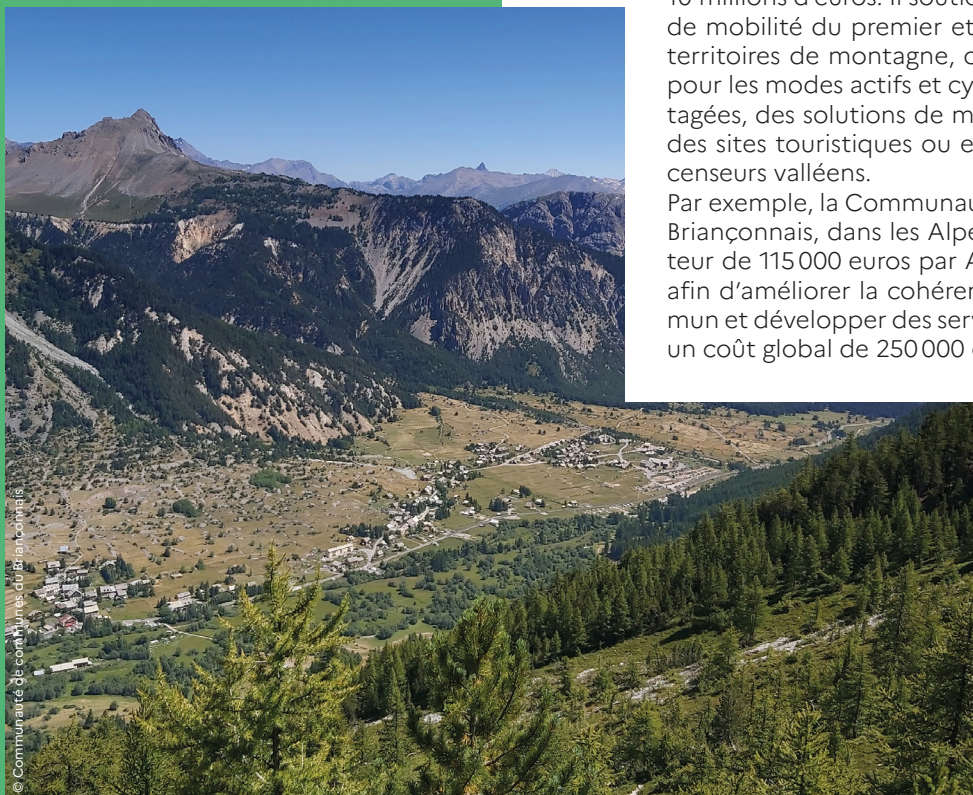 10 millions d'euros. Il soutie
de mobilité du premier et
territoires de montagne, c
pour les modes actifs et cy
tagées, des solutions de m
des sites touristiques ou e
censeurs valléens.
Par exemple, la Communau
Briançonnais, dans les Alpe
teur de 115 000 euros par A
afin d'améliorer la cohéren
mun et développer des serv
un coût global de 250 000
© Communauté de communes du Briançonnais